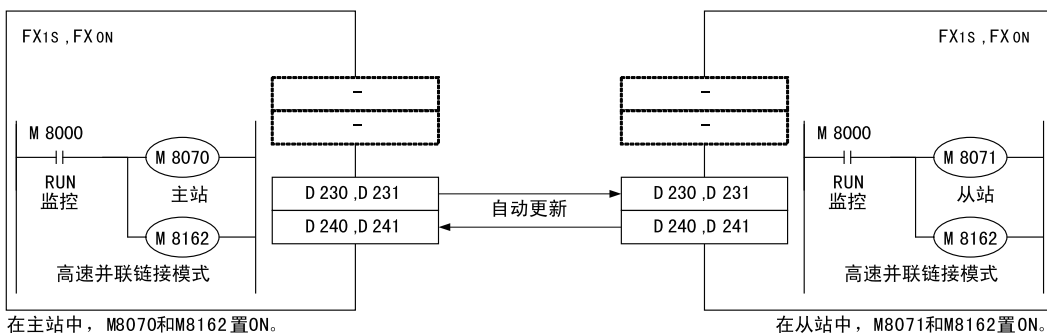 FX1S ,FX0N
-
-
M 8000
M 8070
RUN
监控
主站
M 8162
高速并联链接模式
D 230 ,D 231
D 240 ,D 241
自动更新
FX1S ,FX0N
-
-
D 230 ,D 231
D 240 ,D 241
M 8000
M 8071
RUN
监控
从站
M 8162
高速并联链接模式
在主站中，M8070和M8162置ON。
在从站中，M8071和M8162置ON。